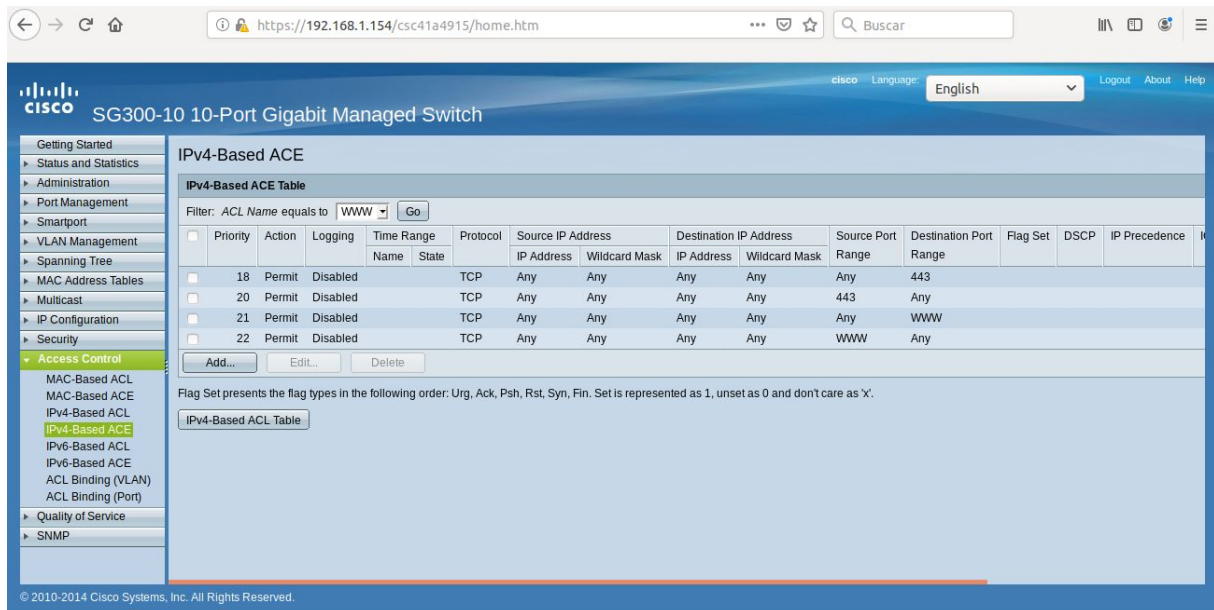 https://192.168.1.154/csc41a4915/home.htm
Buscar
cisco Language: English Logout About Help
CISCO SG300-10 10-Port Gigabit Managed Switch
Getting Started
Status and Statistics
Administration
Port Management
Smartport
VLAN Management
Spanning Tree
MAC Address Tables
Multicast
IP Configuration
Security
Access Control
MAC-Based ACL
MAC-Based ACE
IPv4-Based ACL
IPv4-Based ACE
IPv6-Based ACL
IPv6-Based ACE
ACL Binding (VLAN)
ACL Binding (Port)
Quality of Service
SNMP
IPv4-Based ACE
IPv4-Based ACE Table
Filter: ACL Name equals to WWW Go
Priority Action Logging Time Range Protocol Source IP Address Destination IP Address Source Port Range Destination Port Range Flag Set DSCP IP Precedence
Name State IP Address Wildcard Mask IP Address Wildcard Mask
18 Permit Disabled TCP Any Any Any Any Any 443
20 Permit Disabled TCP Any Any Any Any 443 Any
21 Permit Disabled TCP Any Any Any Any Any WWW
22 Permit Disabled TCP Any Any Any Any WWW Any
Add... Edit... Delete
Flag Set presents the flag types in the following order: Urg, Ack, Psh, Rst, Syn, Fin. Set is represented as 1, unset as 0 and don't care as 'x'.
IPv4-Based ACL Table
© 2010-2014 Cisco Systems, Inc. All Rights Reserved.